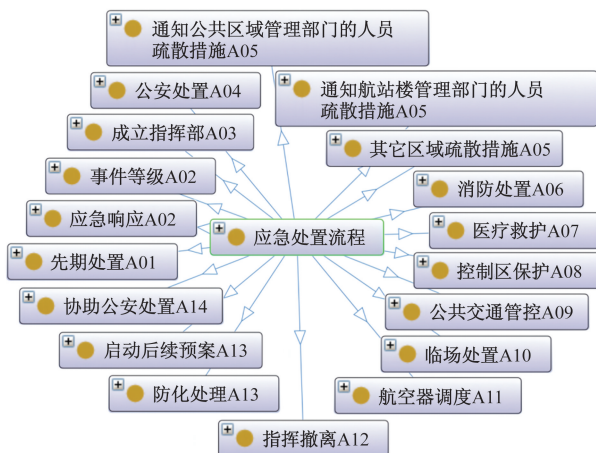 通知公共区域管理部门的人员
疏散措施A05
公安处置A04
通知航站楼管理部门的人员
疏散措施A05
成立指挥部A03
其它区域疏散措施A05
事件等级A02
消防处置A06
应急响应A02
应急处置流程
医疗救护A07
先期处置A01
控制区保护A08
协助公安处置A14
公共交通管控A09
启动后续预案A13
临场处置A10
防化处理A13
航空器调度A11
指挥撤离A12